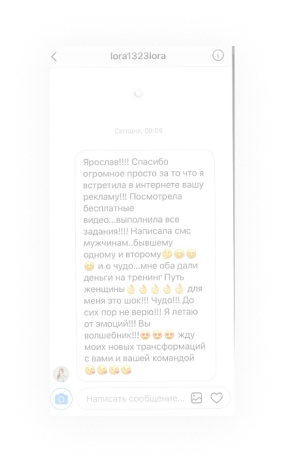 lora1323lora
Сегодня, 09:06
Ярослав!!!! Спасибо
огромное просто за то что я
встретила в интернете вашу
рекламу!!! Посмотрела
бесплатные
видео...выполнила все
задания!!!! Написала смс
мужчинам..бывшему
одному и второму🤔😇😇
😇 и о чудо...мне оба дали
деньги на тренинг Путь
женщины👌👌👌👌👌 для
меня это шок!!! Чудо!!! До
сих пор не верю!!! Я летаю
от эмоций!!! Вы
волшебник!!!😍😍😍 жду
моих новых трансформаций
с вами и вашей командой
😘😘😘😘
Написать сообщение...